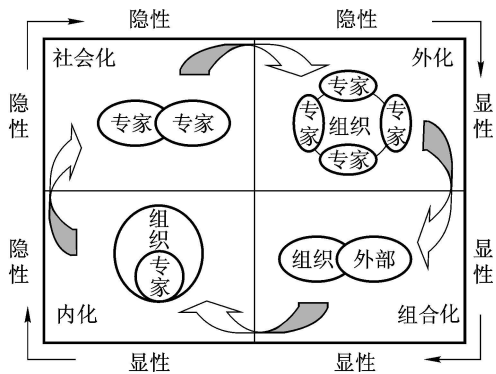 隐性 隐性
社会化 外化
隐性 专家 专家 专家 专家 组织 专家 专家 显性
隐性 组织 专家 组织 外部 显性
内化 组合化
显性 显性